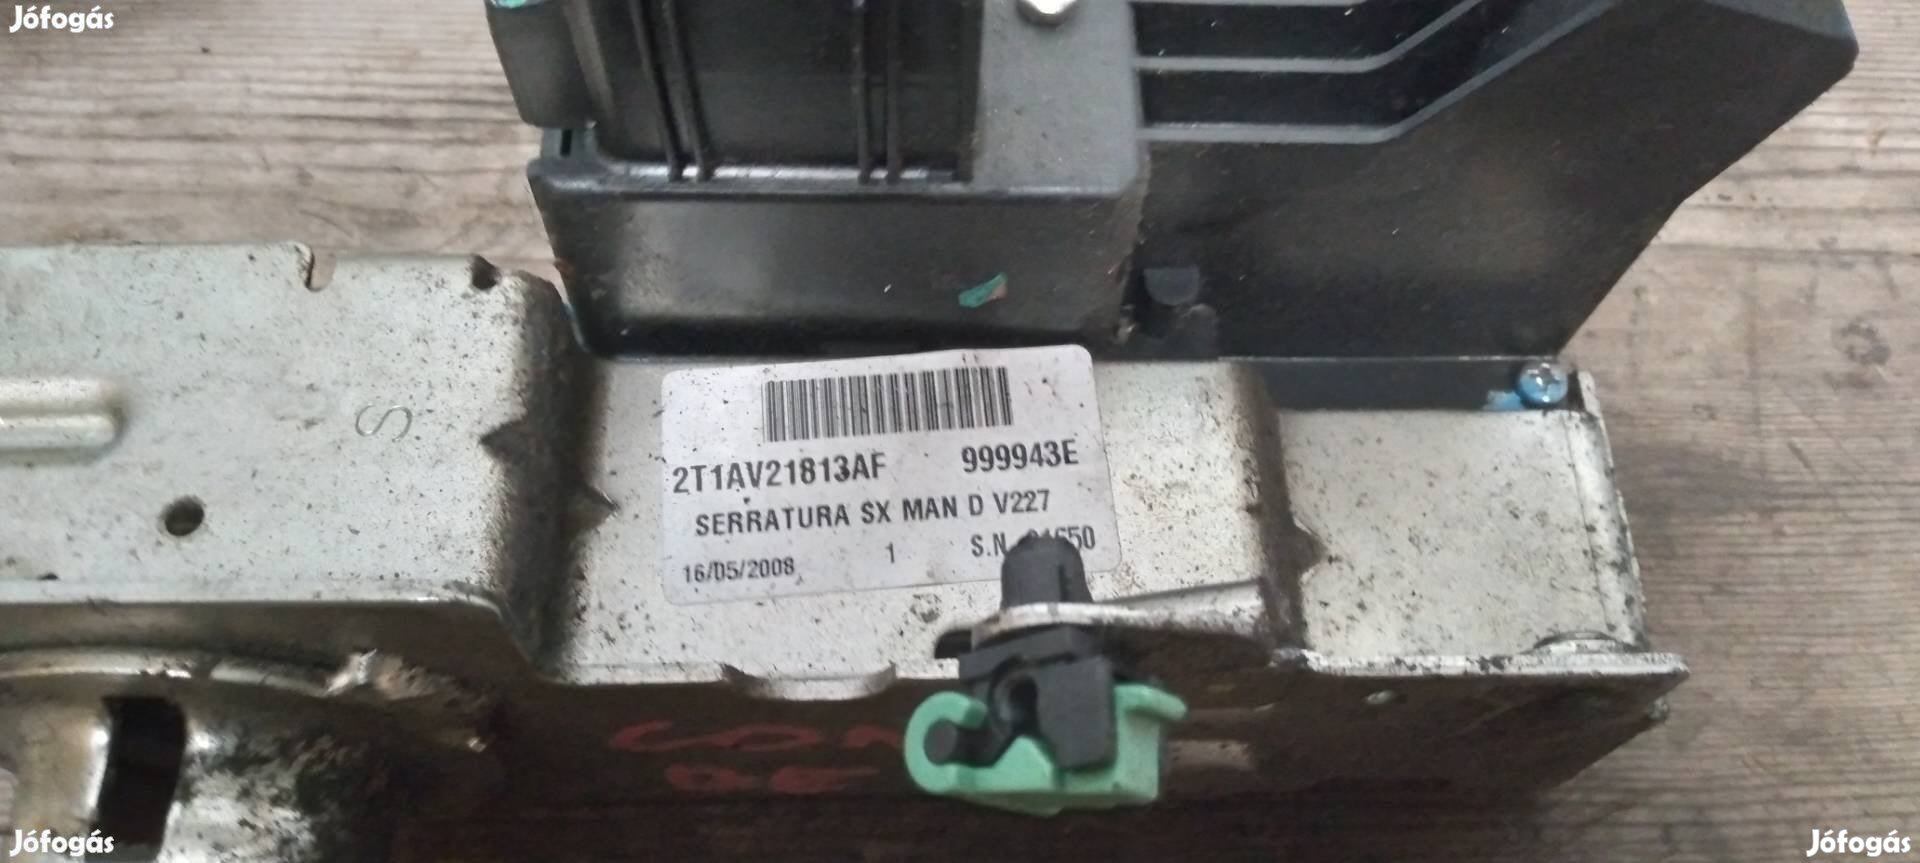 Jófogás
S
2T1AV21813AF 999943E
SERRATURA SX MAN D V227
16/05/2008 1 S.N.
Jófogás Jófogás